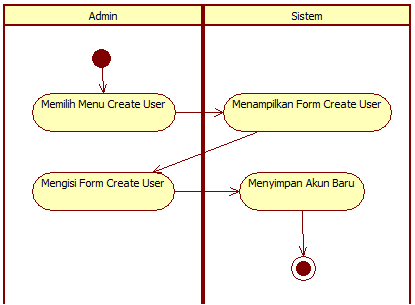 Admin
Sistem
Memilih Menu Create User
Menampilkan Form Create User
Mengisi Form Create User
Menyimpan Akun Baru